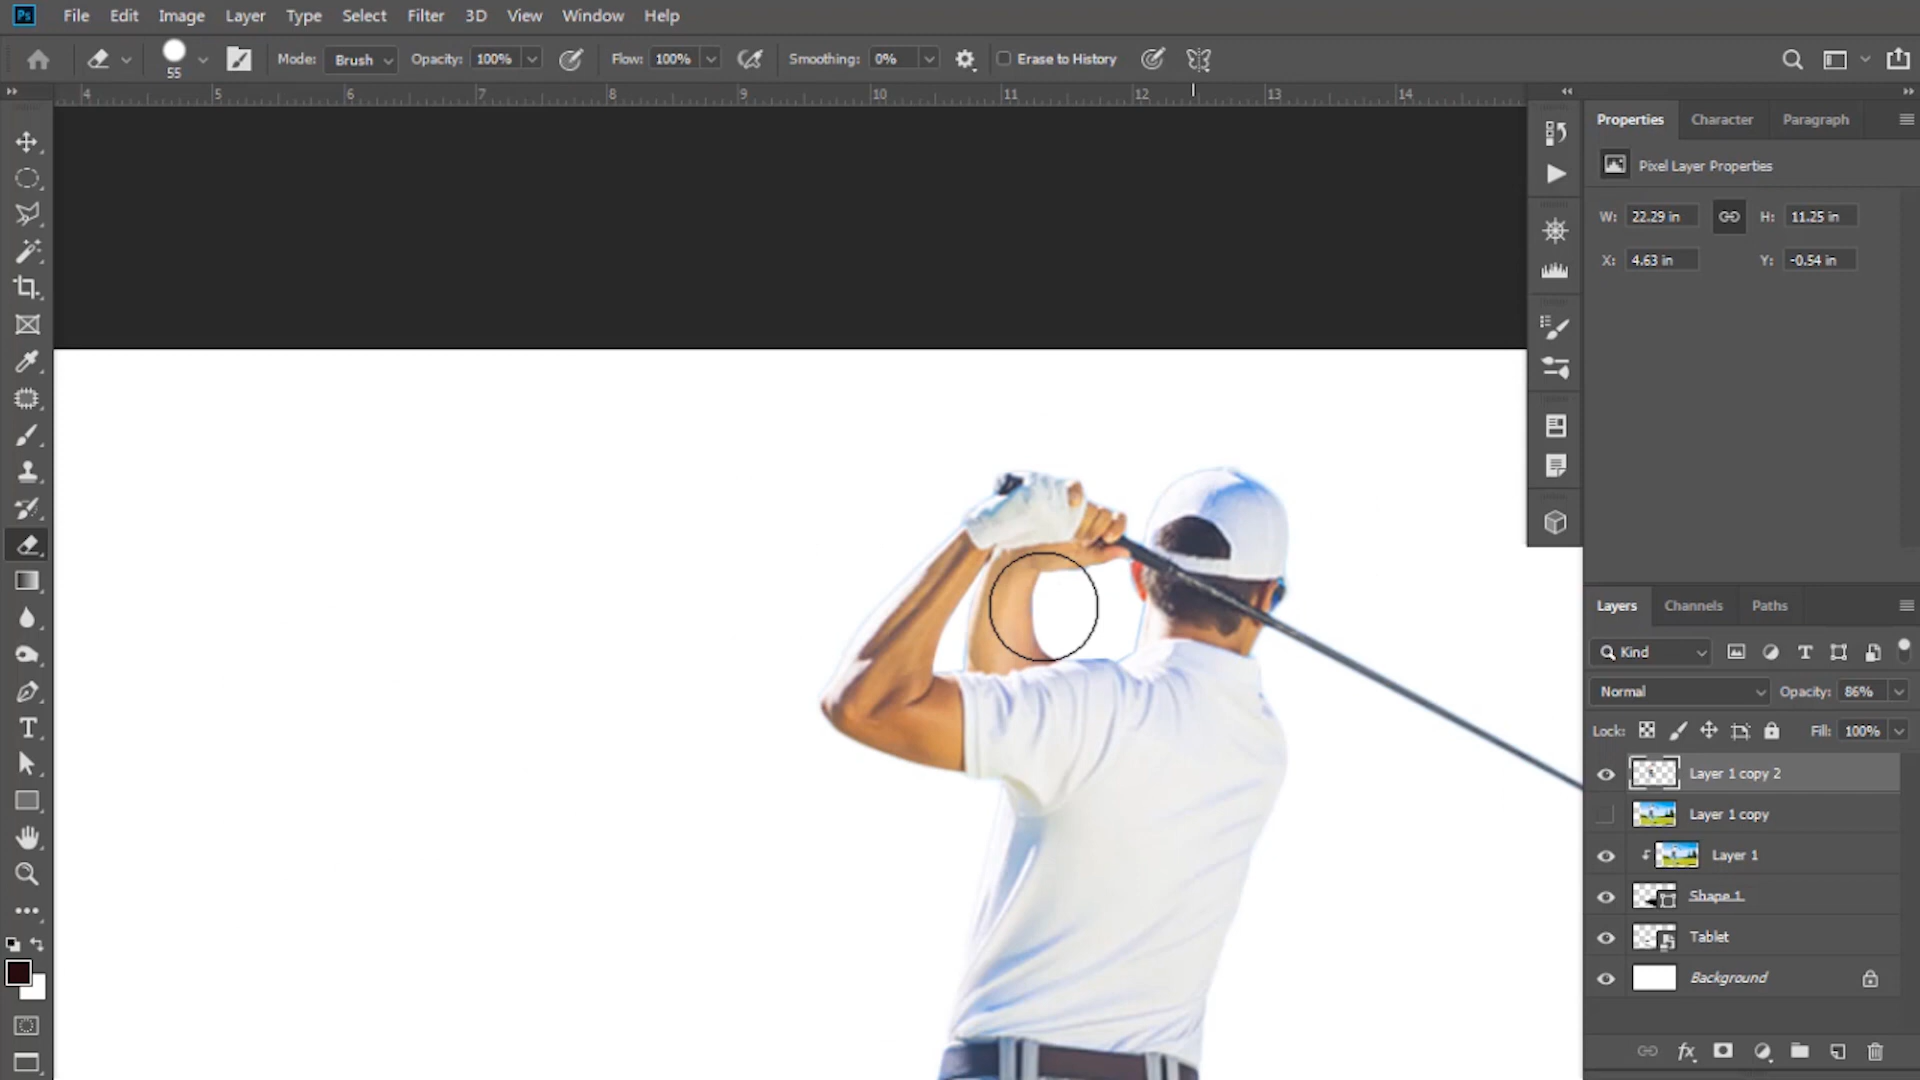 Ps File Edit Image Layer Type Select Filter 3D View Window Help
55 Mode: Brush Opacity: 100% Flow: 100% Smoothing: 0% Erase to History
4 5 6 7 8 9 10 11 12 13 14
Properties Character Paragraph
Pixel Layer Properties
W: 22.29 in H: 11.25 in
X: 4.63 in Y: -0.54 in
Layers Channels Paths
Kind
Normal Opacity: 86%
Lock: Fill: 100%
Layer 1 copy 2
Layer 1 copy
Layer 1
Shape 1
Tablet
Background
fx